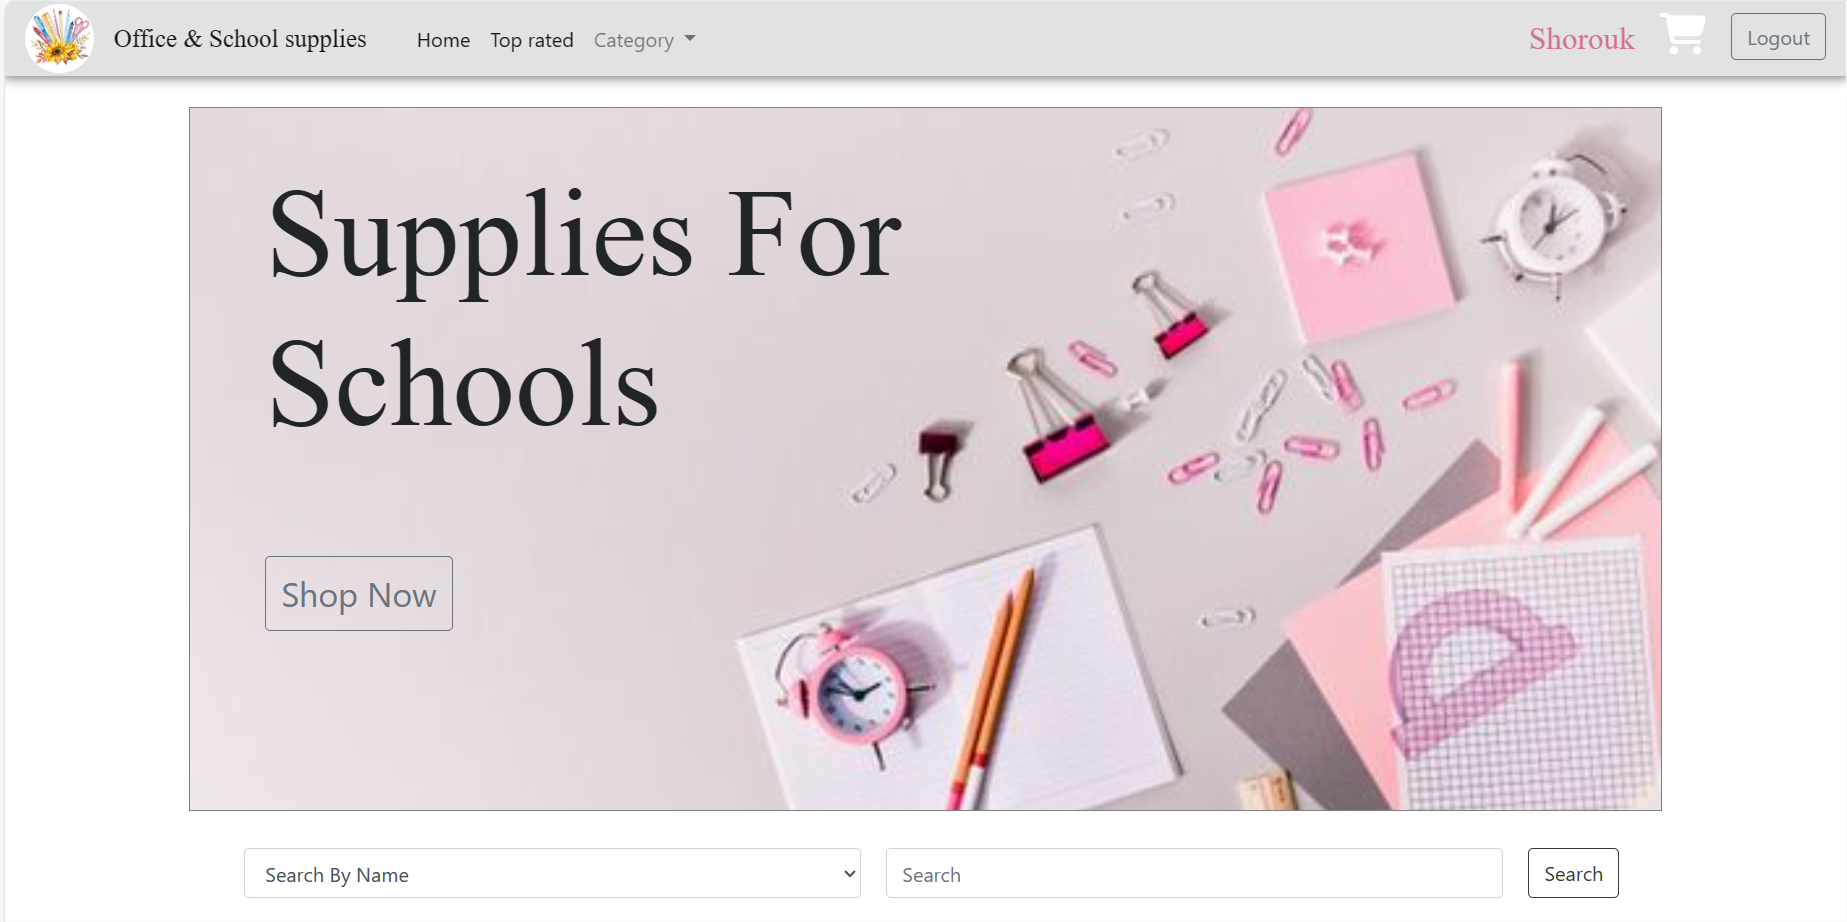 Office & School supplies
Home
Top rated
Category
Shorouk
Logout
Supplies For
Schools
Shop Now
Search By Name
Search
Search